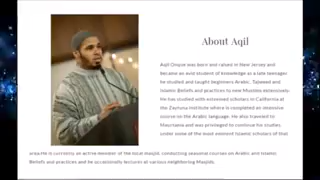 About Aqil
Aqil Onque was born and raised in New Jersey and
became an avid student of knowledge as a late teenager
he studied and taught beginners Arabic, Tajweed and
Islamic Beliefs and practices to new Muslims extensively.
He has studied with esteemed scholars in California at
the Zaytuna Institute where is completed an intensive
course on the Arabic language. He also traveled to
Mauritania and was privileged to continue his studies
under some of the most eminent Islamic scholars of that
area. He is currently an active member of the local masjid, conducting seasonal courses on Arabic and Islamic
Beliefs and practices and he occasionally lectures at various neighboring Masjids.